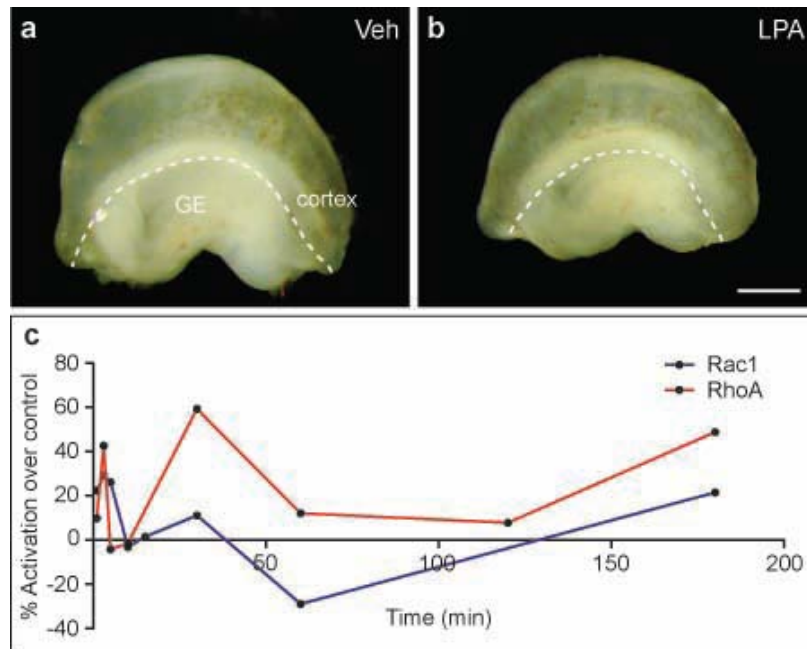 a Veh
GE
cortex
b LPA
c
% Activation over control
80
60
40
20
0
-20
-40
50
100
150
200
Time (min)
Rac1
RhoA